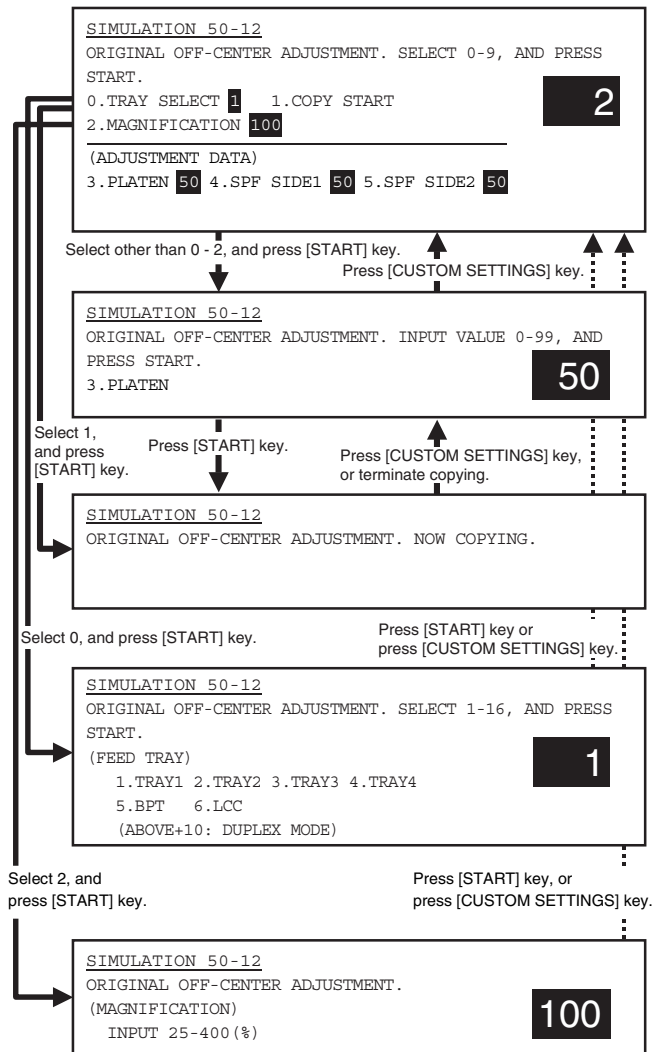 SIMULATION 50-12
ORIGINAL OFF-CENTER ADJUSTMENT. SELECT 0-9, AND PRESS
START.
0.TRAY SELECT 1 1.COPY START
2
2.MAGNIFICATION 100
(ADJUSTMENT DATA)
3.PLATEN 50 4.SPF SIDE1 50 5.SPF SIDE2 50
Select other than 0 - 2, and press [START] key.
Press [CUSTOM SETTINGS] key.
SIMULATION 50-12
ORIGINAL OFF-CENTER ADJUSTMENT. INPUT VALUE 0-99, AND
PRESS START.
50
3.PLATEN
Select 1,
and press
[START] key.
Press [START] key.
Press [CUSTOM SETTINGS] key,
or terminate copying.
SIMULATION 50-12
ORIGINAL OFF-CENTER ADJUSTMENT. NOW COPYING.
Select 0, and press [START] key.
Press [START] key or
press [CUSTOM SETTINGS] key.
SIMULATION 50-12
ORIGINAL OFF-CENTER ADJUSTMENT. SELECT 1-16, AND PRESS
START.
(FEED TRAY)
1
1.TRAY1 2.TRAY2 3.TRAY3 4.TRAY4
5.BPT 6.LCC
(ABOVE+10: DUPLEX MODE)
Select 2, and
press [START] key.
Press [START] key, or
press [CUSTOM SETTINGS] key.
SIMULATION 50-12
ORIGINAL OFF-CENTER ADJUSTMENT.
(MAGNIFICATION)
100
INPUT 25-400(%)